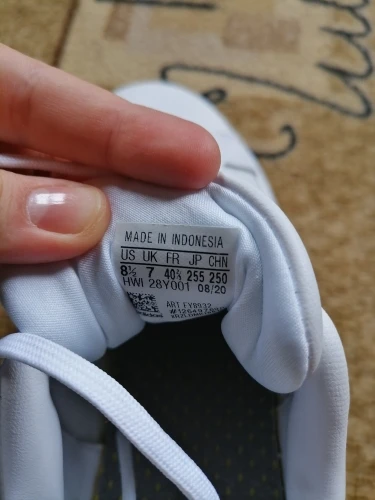 MADE IN INDONESIA
US UK FR JP CHN
8½ 7 40⅔ 255 250
HWI 28Y001 08/20
ART FY8932